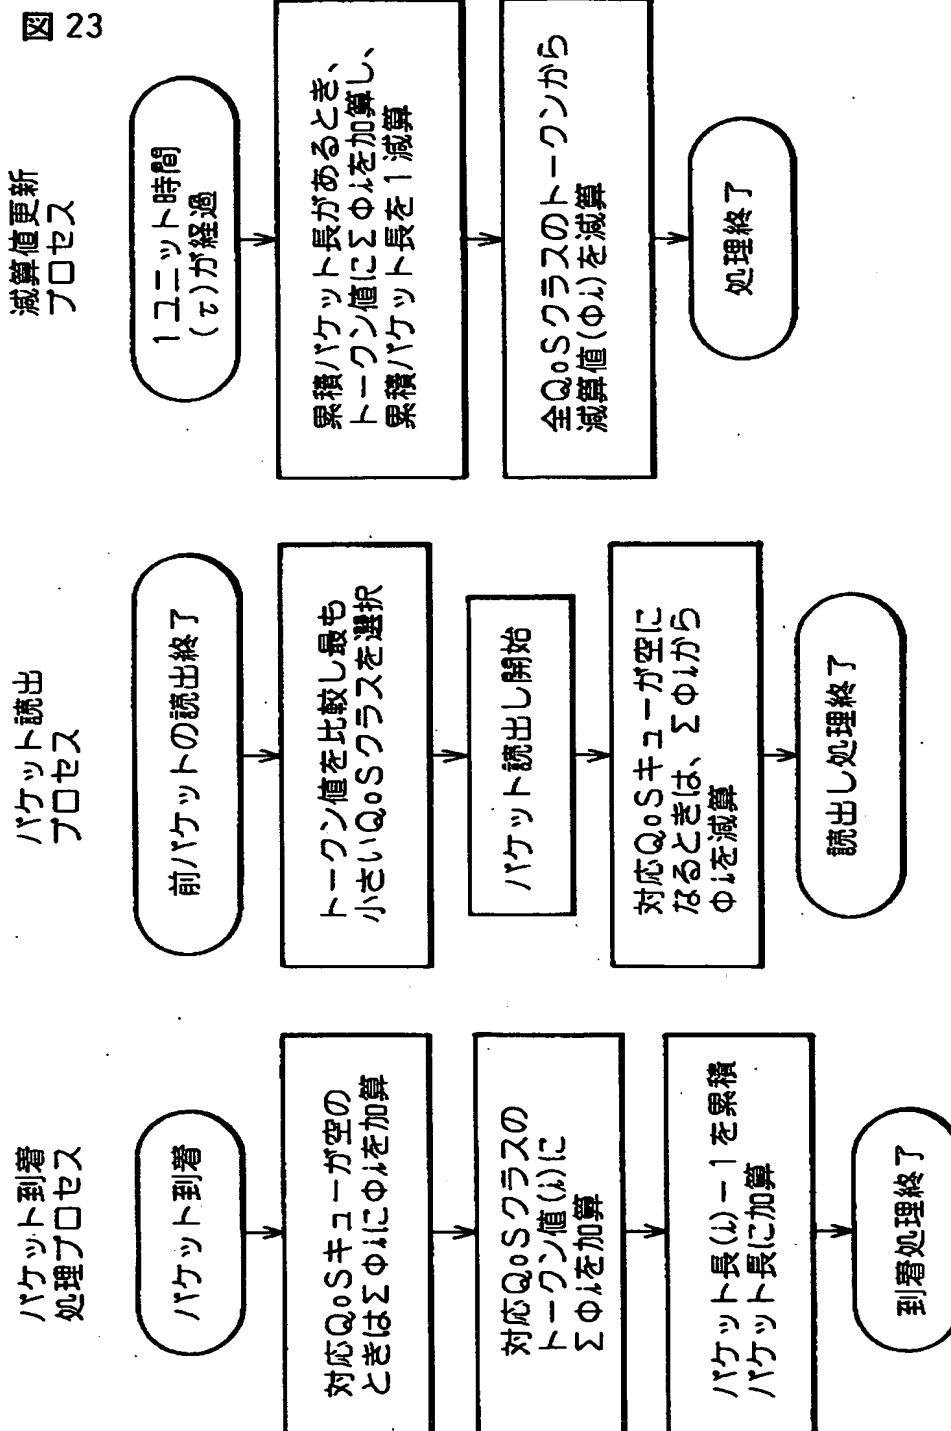 図 23
パケット到着
処理プロセス
パケット到着
対応QoSキューが空の
ときはΣΦiにΦiを加算
対応QoSクラスの
トークン値(i)に
ΣΦiを加算
パケット長(i)－1を累積
パケット長に加算
到着処理終了
パケット読出
プロセス
前パケットの読出終了
トークン値を比較し最も
小さいQoSクラスを選択
パケット読出し開始
対応QoSキューが空に
なるときは、ΣΦiから
Φiを減算
読出し処理終了
減算値更新
プロセス
1ユニット時間
(τ)が経過
累積パケット長があるとき、
トークン値にΣΦiを加算し、
累積パケット長を1減算
全QoSクラスのトークンから
減算値(Φi)を減算
処理終了